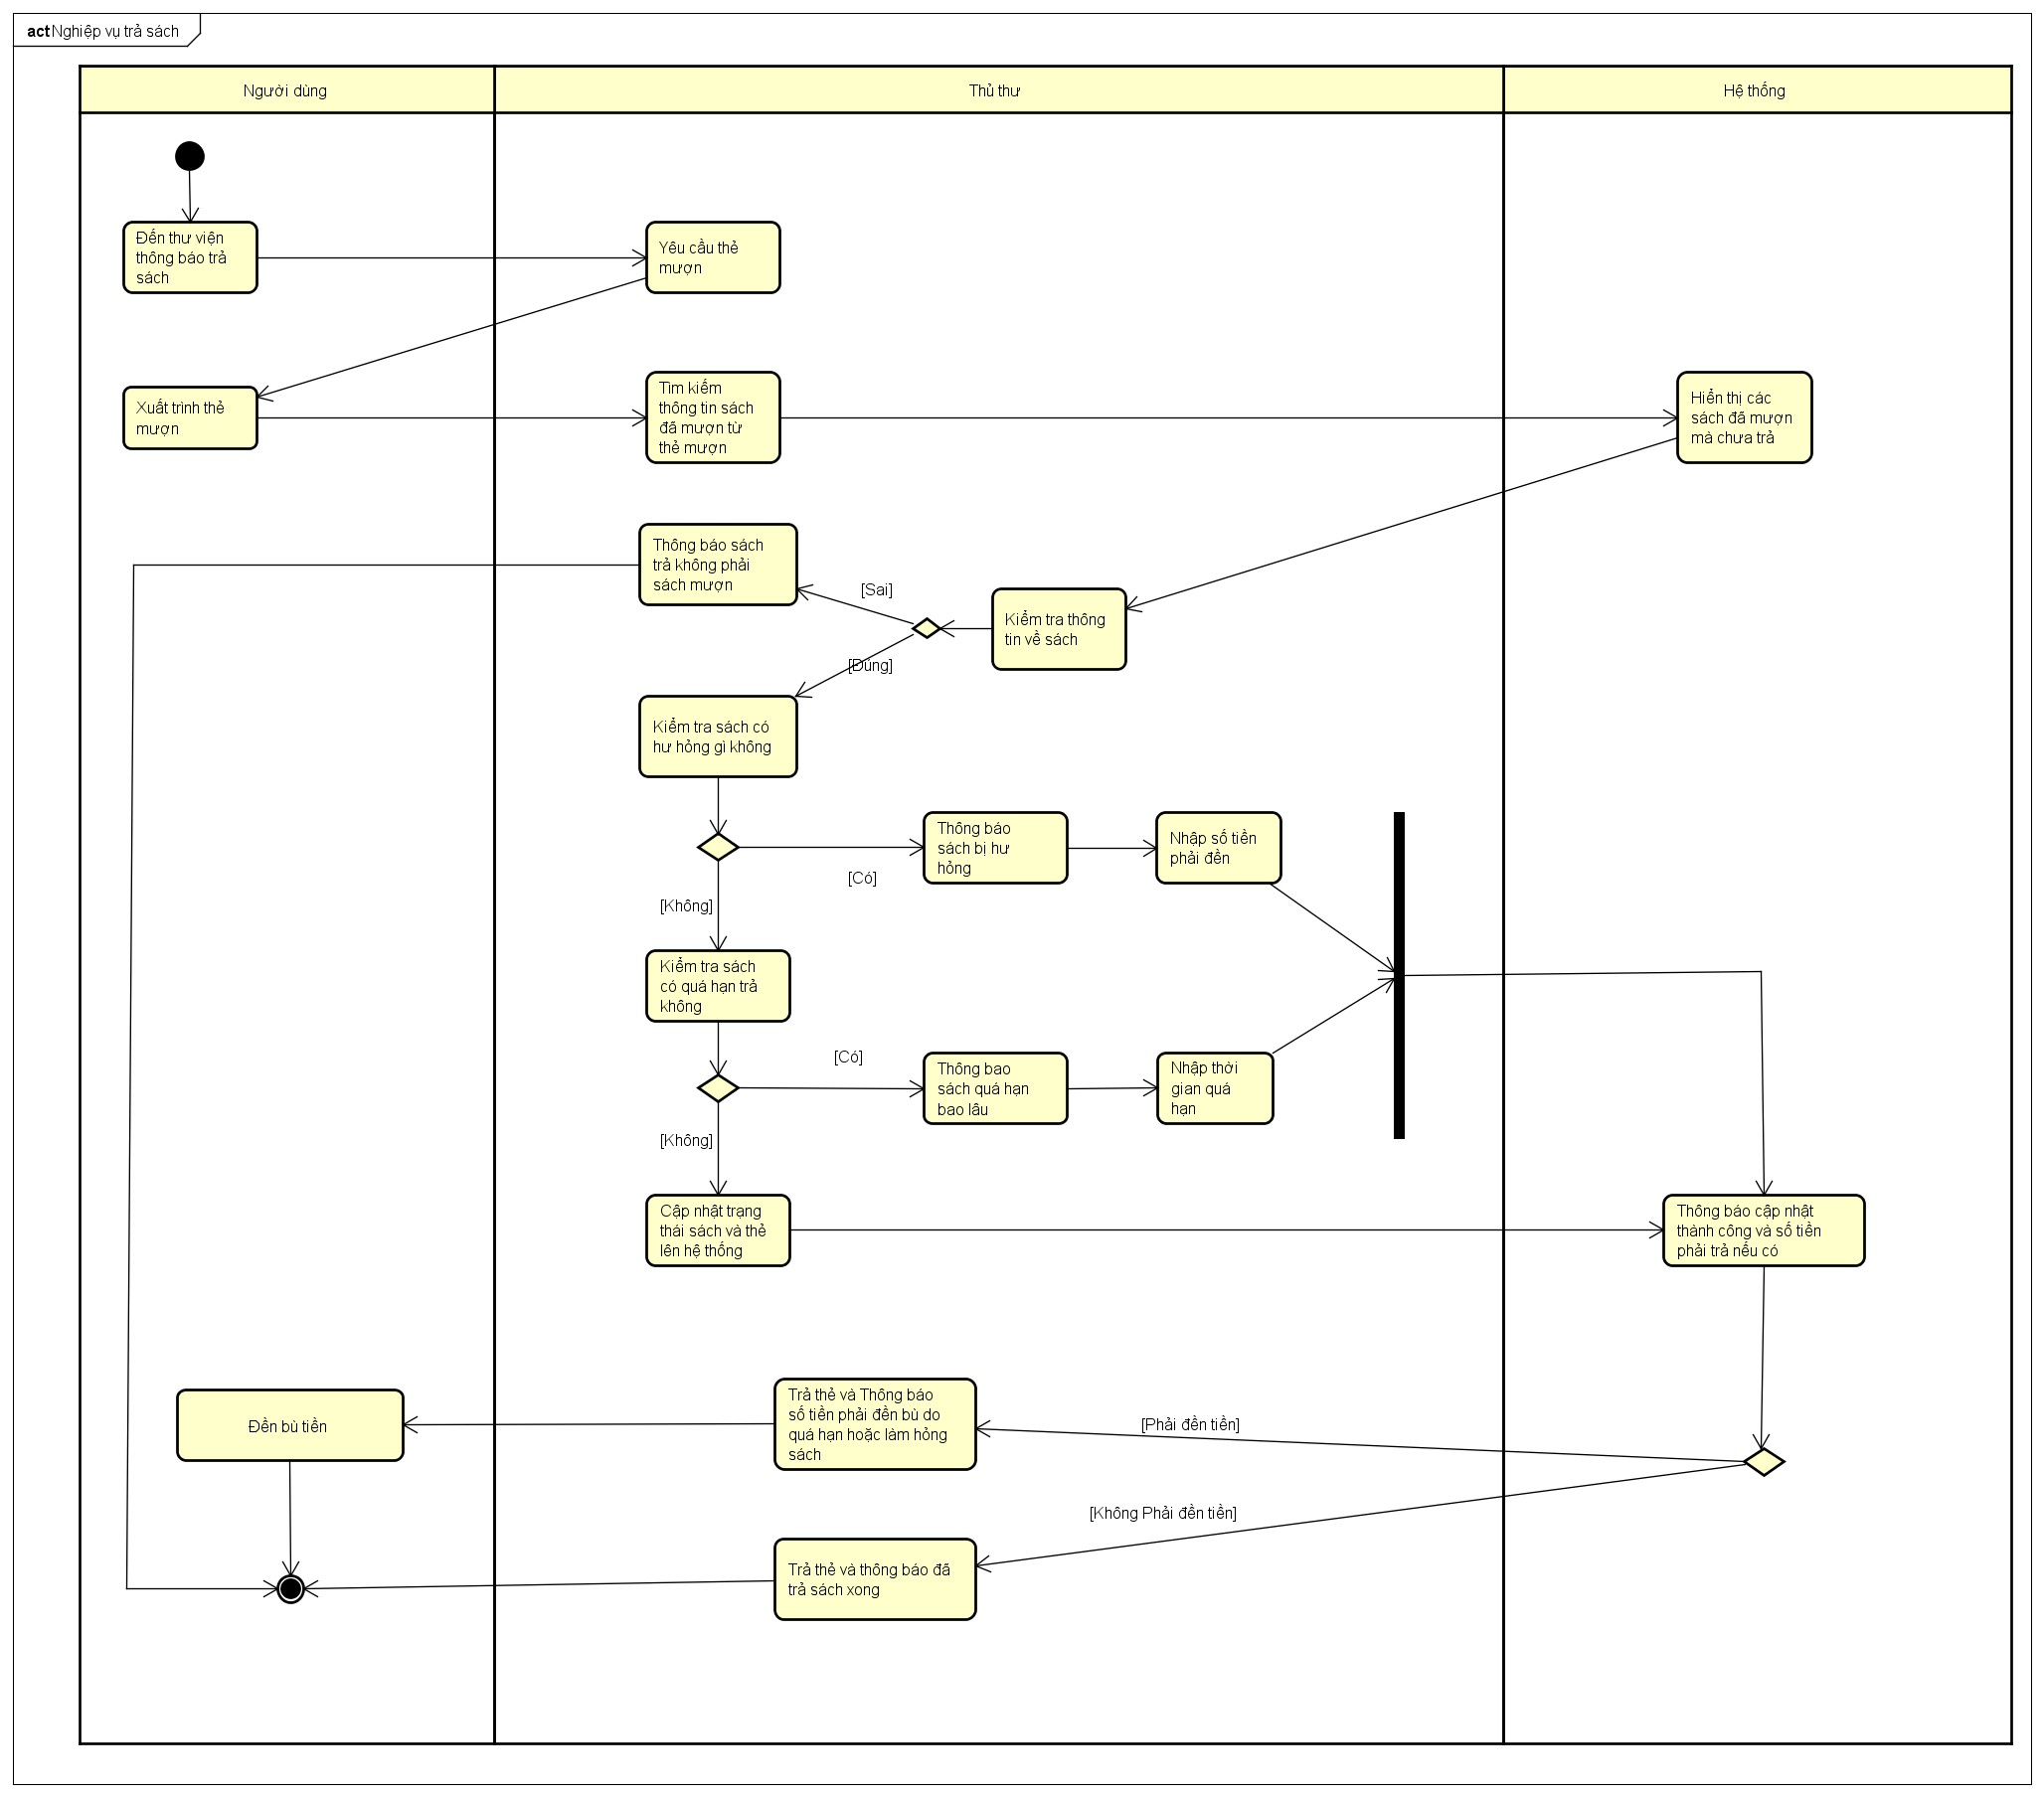 act Nghiệp vụ trả sách
Người dùng
Thủ thư
Hệ thống
Đến thư viện
thông báo trả
sách
Yêu cầu thẻ
mượn
Xuất trình thẻ
mượn
Tìm kiếm
thông tin sách
đã mượn từ
thẻ mượn
Hiển thị các
sách đã mượn
mà chưa trả
Thông báo sách
trả không phải
sách mượn
[Sai]
Kiểm tra thông
tin về sách
[Đúng]
Kiểm tra sách có
hư hỏng gì không
Thông báo
sách bị hư
hỏng
Nhập số tiền
phải đền
[Có]
[Không]
Kiểm tra sách
có quá hạn trả
không
[Có]
Thông bao
sách quá hạn
bao lâu
Nhập thời
gian quá
hạn
[Không]
Cập nhật trạng
thái sách và thẻ
lên hệ thống
Thông báo cập nhật
thành công và số tiền
phải trả nếu có
Đền bù tiền
Trả thẻ và Thông báo
số tiền phải đền bù do
quá hạn hoặc làm hỏng
sách
[Phải đền tiền]
[Không Phải đền tiền]
Trả thẻ và thông báo đã
trả sách xong